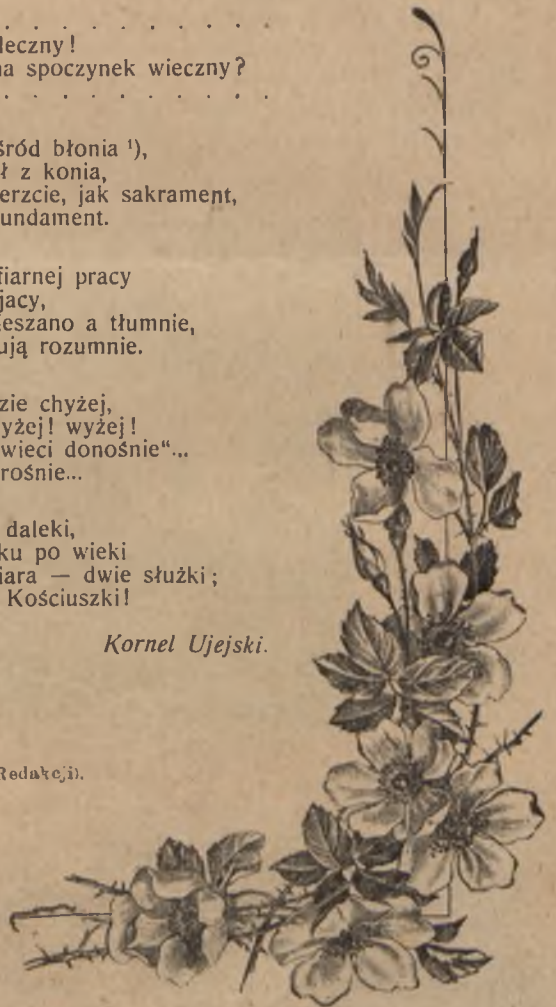 . . . . . . . . . . . .
leczny!
na spoczynek wieczny?
. . . . . . . . . . . .
śród błonia ¹),
ł z konia,
erzcie, jak sakrament,
undament.
fiarnej pracy
jacy,
eszano a tłumnie,
ują rozumnie.
zie chyżej,
yżej! wyżej!
wieci donośnie“...
rośnie...
daleki,
ku po wieki
iara — dwie służki;
Kościuszki!
Kornel Ujejski.
Redakcji).